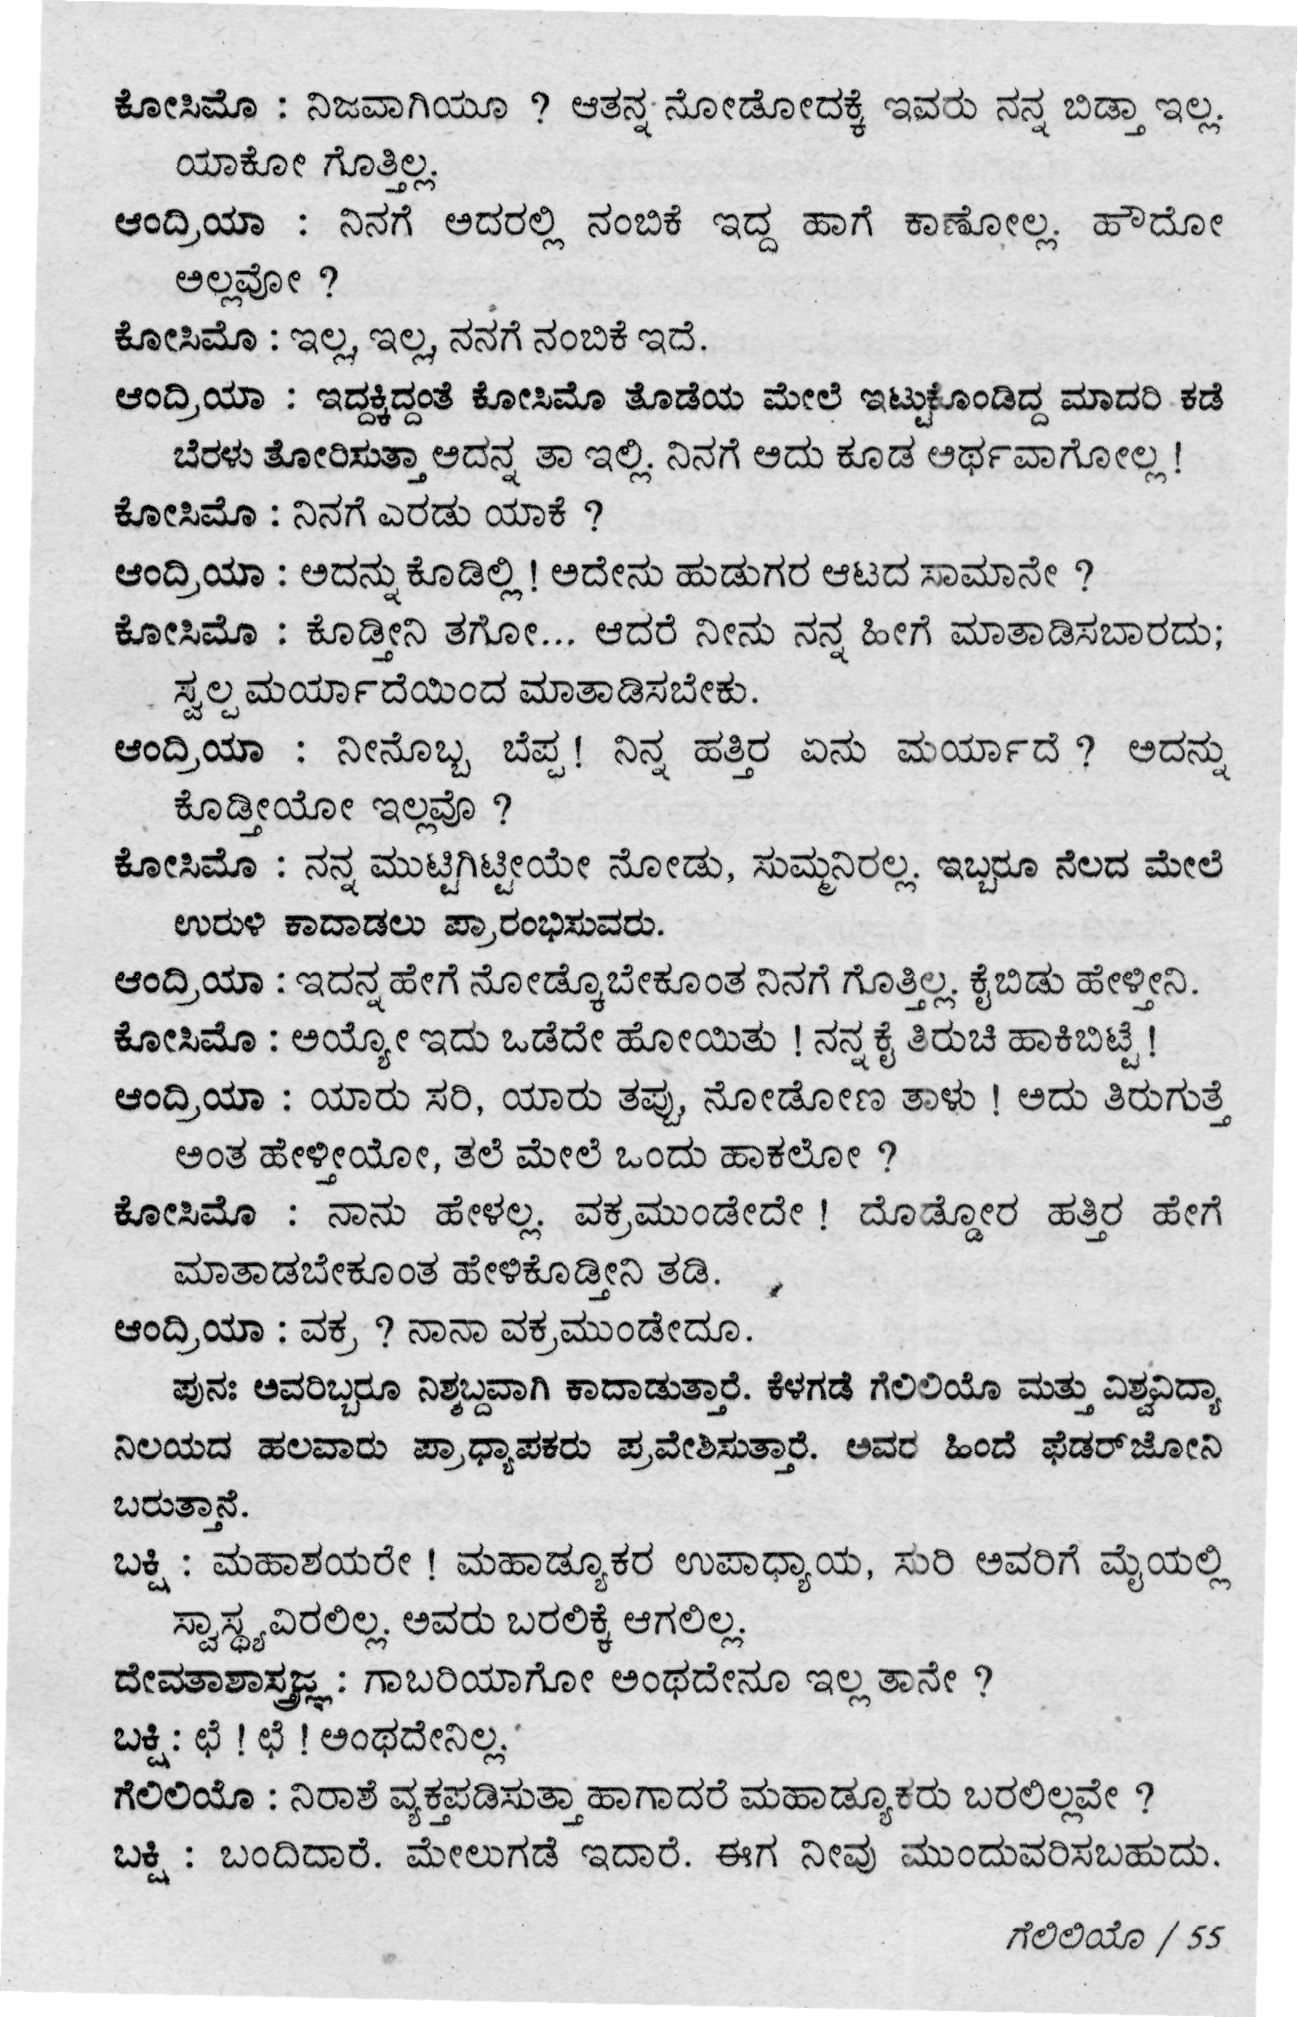 ಕೋಸಿಮೊ : ನಿಜವಾಗಿಯೂ ? ಆತನ್ನ ನೋಡೋದಕ್ಕೆ ಇವರು ನನ್ನ ಬಿಡ್ತಾ ಇಲ್ಲ.
ಯಾಕೋ ಗೊತ್ತಿಲ್ಲ.
ಆಂದ್ರಿಯಾ : ನಿನಗೆ ಅದರಲ್ಲಿ ನಂಬಿಕೆ ಇದ್ದ ಹಾಗೆ ಕಾಣೋಲ್ಲ. ಹೌದೋ
ಅಲ್ಲವೋ ?
ಕೋಸಿಮೊ : ಇಲ್ಲ, ಇಲ್ಲ, ನನಗೆ ನಂಬಿಕೆ ಇದೆ.
ಆಂದ್ರಿಯಾ : ಇದ್ದಕ್ಕಿದ್ದಂತೆ ಕೋಸಿಮೊ ತೊಡೆಯ ಮೇಲೆ ಇಟ್ಟುಕೊಂಡಿದ್ದ ಮಾದರಿ ಕಡೆ
ಬೆರಳು ತೋರಿಸುತ್ತಾ ಅದನ್ನ ತಾ ಇಲ್ಲಿ. ನಿನಗೆ ಅದು ಕೂಡ ಅರ್ಥವಾಗೋಲ್ಲ !
ಕೋಸಿಮೊ : ನಿನಗೆ ಎರಡು ಯಾಕೆ ?
ಆಂದ್ರಿಯಾ : ಅದನ್ನು ಕೊಡಿಲ್ಲಿ ! ಅದೇನು ಹುಡುಗರ ಆಟದ ಸಾಮಾನೇ ?
ಕೋಸಿಮೊ : ಕೊಡ್ತೀನಿ ತಗೋ... ಆದರೆ ನೀನು ನನ್ನ ಹೀಗೆ ಮಾತಾಡಿಸಬಾರದು;
ಸ್ವಲ್ಪ ಮರ್ಯಾದೆಯಿಂದ ಮಾತಾಡಿಸಬೇಕು.
ಆಂದ್ರಿಯಾ : ನೀನೊಬ್ಬ ಬೆಪ್ಪ ! ನಿನ್ನ ಹತ್ತಿರ ಏನು ಮರ್ಯಾದೆ ? ಅದನ್ನು
ಕೊಡ್ತೀಯೋ ಇಲ್ಲವೊ ?
ಕೋಸಿಮೊ : ನನ್ನ ಮುಟ್ಟಿಗಿಟ್ಟೀಯೇ ನೋಡು, ಸುಮ್ಮನಿರಲ್ಲ. ಇಬ್ಬರೂ ನೆಲದ ಮೇಲೆ
ಉರುಳಿ ಕಾದಾಡಲು ಪ್ರಾರಂಭಿಸುವರು.
ಆಂದ್ರಿಯಾ : ಇದನ್ನ ಹೇಗೆ ನೋಡ್ಕೊಬೇಕೂಂತ ನಿನಗೆ ಗೊತ್ತಿಲ್ಲ. ಕೈಬಿಡು ಹೇಳ್ತೀನಿ.
ಕೋಸಿಮೊ : ಅಯ್ಯೋ ಇದು ಒಡೆದೇ ಹೋಯಿತು ! ನನ್ನ ಕೈ ತಿರುಚಿ ಹಾಕಿಬಿಟ್ಟೆ !
ಆಂದ್ರಿಯಾ : ಯಾರು ಸರಿ, ಯಾರು ತಪ್ಪು, ನೋಡೋಣ ತಾಳು ! ಅದು ತಿರುಗುತ್ತೆ
ಅಂತ ಹೇಳ್ತೀಯೋ, ತಲೆ ಮೇಲೆ ಒಂದು ಹಾಕಲೋ ?
ಕೋಸಿಮೊ : ನಾನು ಹೇಳಲ್ಲ. ವಕ್ರಮುಂಡೇದೇ ! ದೊಡ್ಡೋರ ಹತ್ತಿರ ಹೇಗೆ
ಮಾತಾಡಬೇಕೂಂತ ಹೇಳಿಕೊಡ್ತೀನಿ ತಡಿ.
ಆಂದ್ರಿಯಾ : ವಕ್ರ ? ನಾನಾ ವಕ್ರಮುಂಡೇದೂ.
ಪುನಃ ಅವರಿಬ್ಬರೂ ನಿಶ್ಶಬ್ದವಾಗಿ ಕಾದಾಡುತ್ತಾರೆ. ಕೆಳಗಡೆ ಗೆಲಿಲಿಯೊ ಮತ್ತು ವಿಶ್ವವಿದ್ಯಾ
ನಿಲಯದ ಹಲವಾರು ಪ್ರಾಧ್ಯಾಪಕರು ಪ್ರವೇಶಿಸುತ್ತಾರೆ. ಅವರ ಹಿಂದೆ ಫೆಡರ್‌ಜೋನಿ
ಬರುತ್ತಾನೆ.
ಬಕ್ಷಿ : ಮಹಾಶಯರೇ ! ಮಹಾಡ್ಯೂಕರ ಉಪಾಧ್ಯಾಯ, ಸುರಿ ಅವರಿಗೆ ಮೈಯಲ್ಲಿ
ಸ್ವಾಸ್ಥ್ಯವಿರಲಿಲ್ಲ. ಅವರು ಬರಲಿಕ್ಕೆ ಆಗಲಿಲ್ಲ.
ದೇವತಾಶಾಸ್ತ್ರಜ್ಞ : ಗಾಬರಿಯಾಗೋ ಅಂಥದೇನೂ ಇಲ್ಲ ತಾನೇ ?
ಬಕ್ಷಿ : ಛೆ ! ಛೆ ! ಅಂಥದೇನಿಲ್ಲ.
ಗೆಲಿಲಿಯೊ : ನಿರಾಶೆ ವ್ಯಕ್ತಪಡಿಸುತ್ತಾ ಹಾಗಾದರೆ ಮಹಾಡ್ಯೂಕರು ಬರಲಿಲ್ಲವೇ ?
ಬಕ್ಷಿ : ಬಂದಿದಾರೆ. ಮೇಲುಗಡೆ ಇದಾರೆ. ಈಗ ನೀವು ಮುಂದುವರಿಸಬಹುದು.
ಗೆಲಿಲಿಯೊ / 55